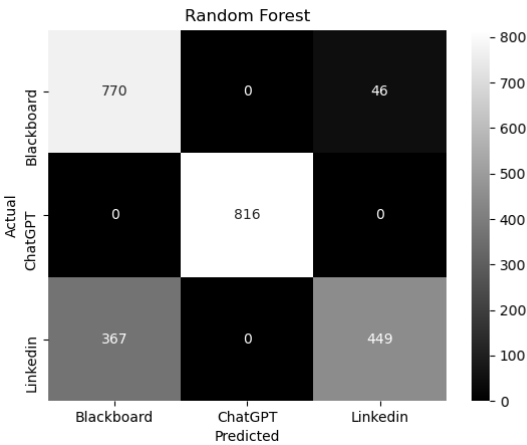 Random Forest
Actual
Blackboard
770
0
46
ChatGPT
0
816
0
Linkedin
367
0
449
Blackboard
ChatGPT
Linkedin
Predicted
800
700
600
500
400
300
200
100
0